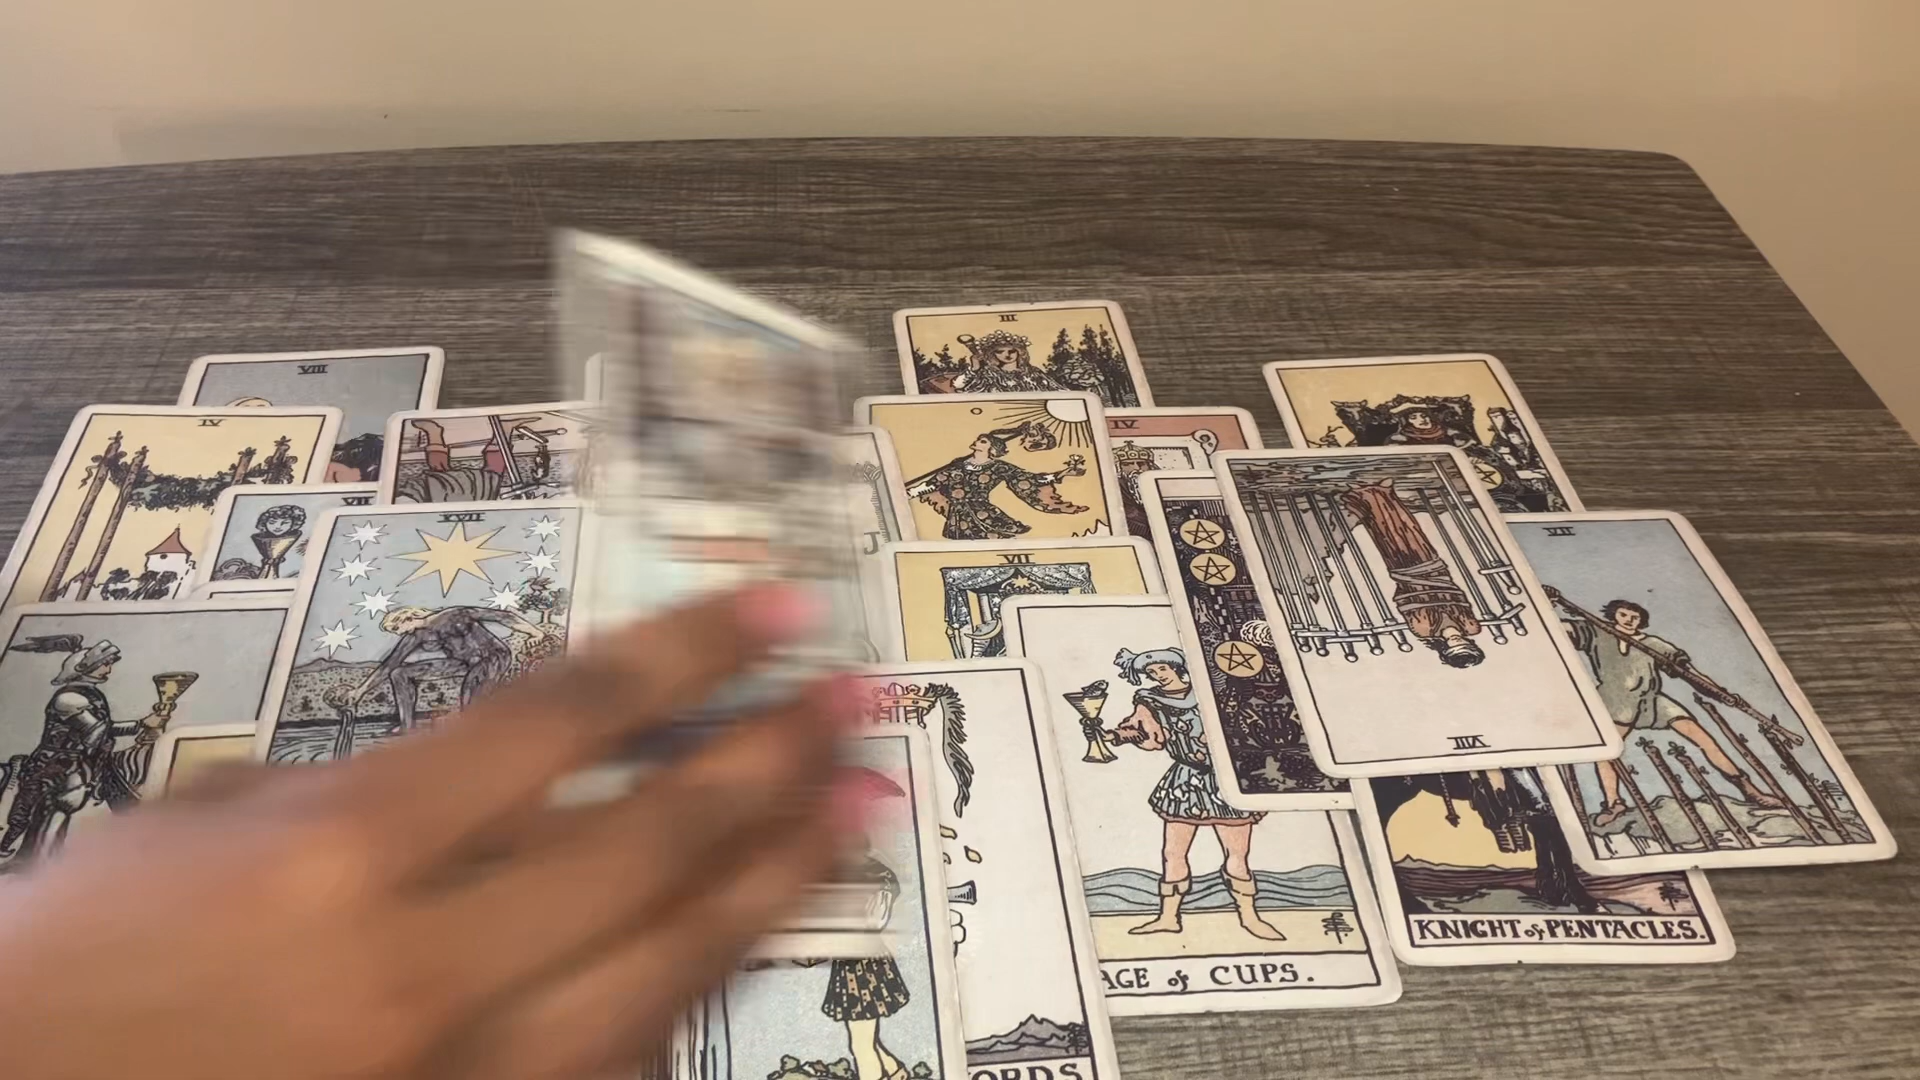 III
VIII
IV
IV
VII
XVII
J
VII
VII
VIII
KNIGHT of PENTACLES.
AGE of CUPS.
ORDS